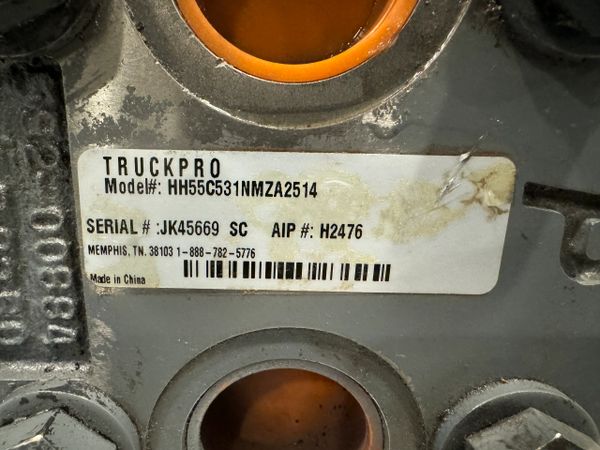 TRUCKPRO
Model#: HH55C531NMZA2514
SERIAL # :JK45669 SC AIP #: H2476
MEMPHIS, TN. 38103 1-888-782-5776
Made in China